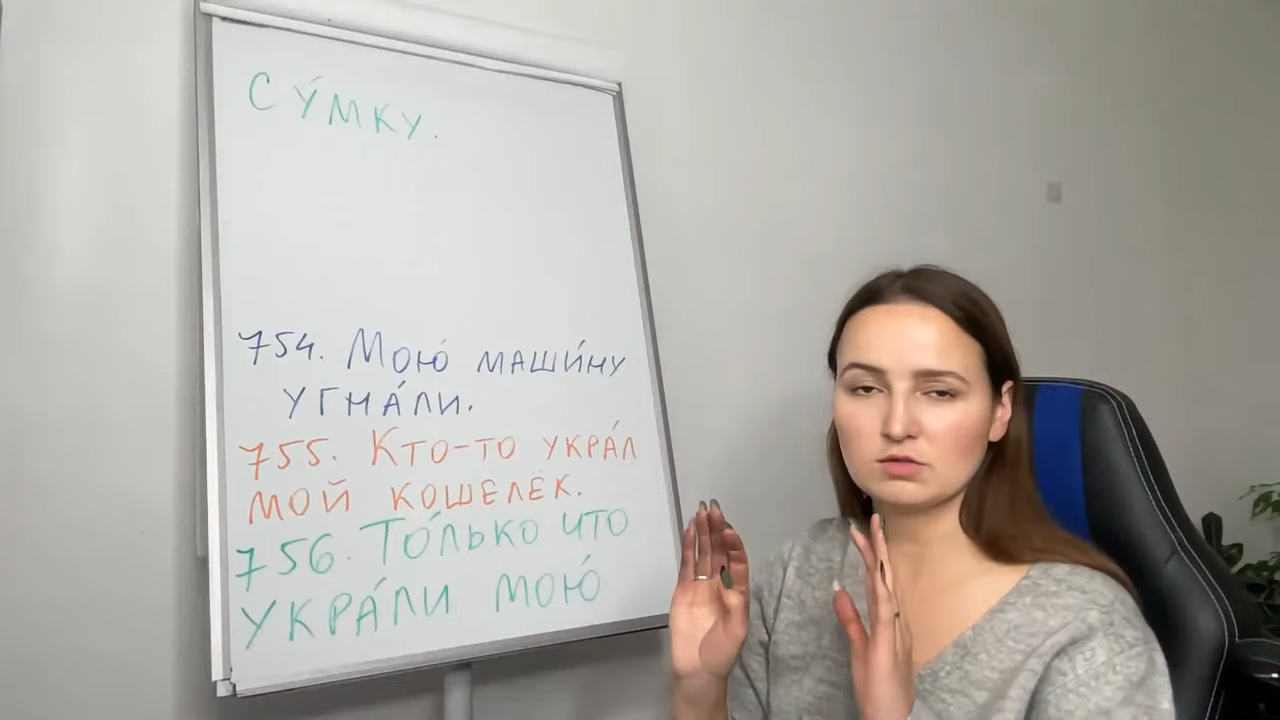 су́мку.
754. Мою́ маши́ну
угна́ли.
755. Кто-то укра́л
мой кошелёк.
756. То́лько что
укра́ли мою́